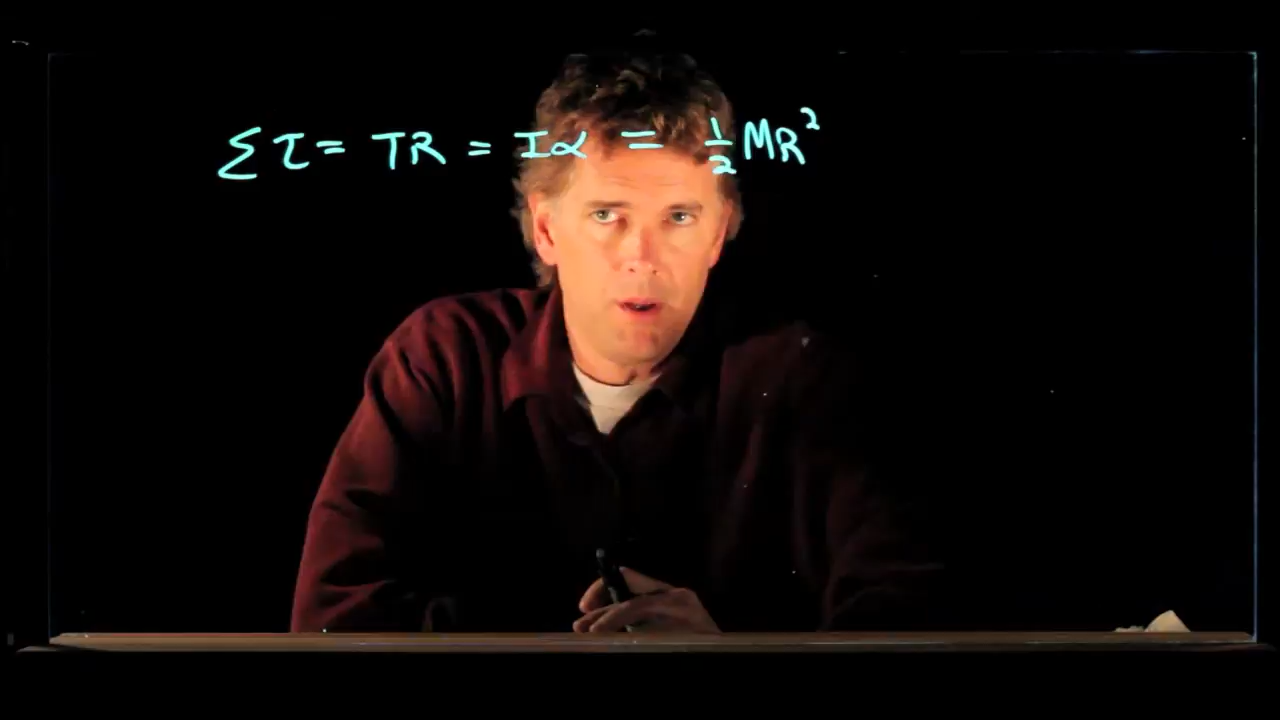 Στ = TR = Iα = ½MR²